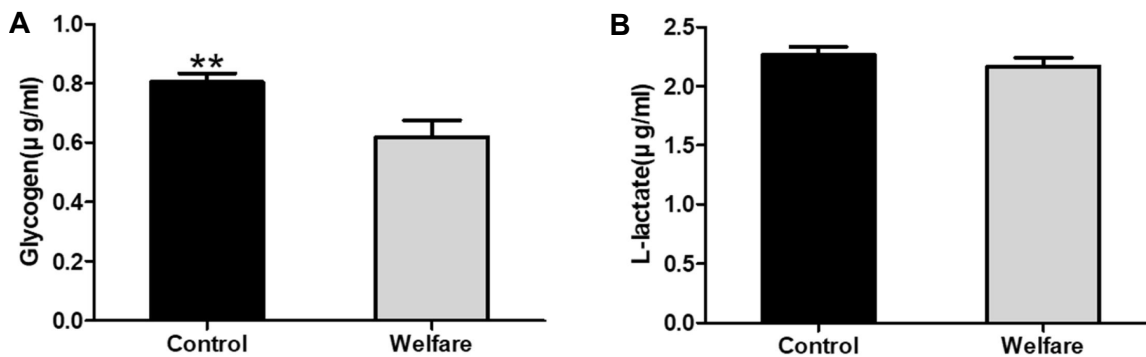 A
Glycogen(μ g/ml)
1.0
0.8
0.6
0.4
0.2
0.0
**
Control Welfare
B
L-lactate(μ g/ml)
2.5
2.0
1.5
1.0
0.5
0.0
Control Welfare